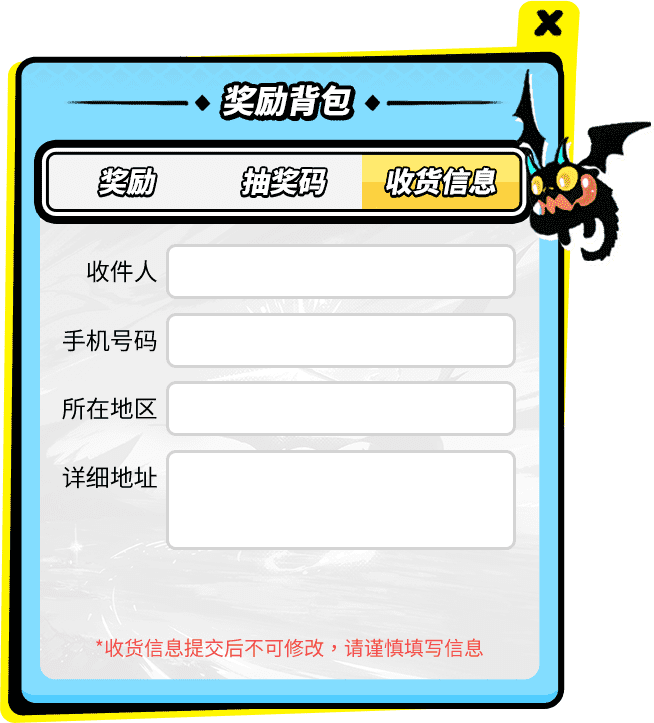 奖励背包
奖励 抽奖码 收货信息
收件人
手机号码
所在地区
详细地址
*收货信息提交后不可修改，请谨慎填写信息